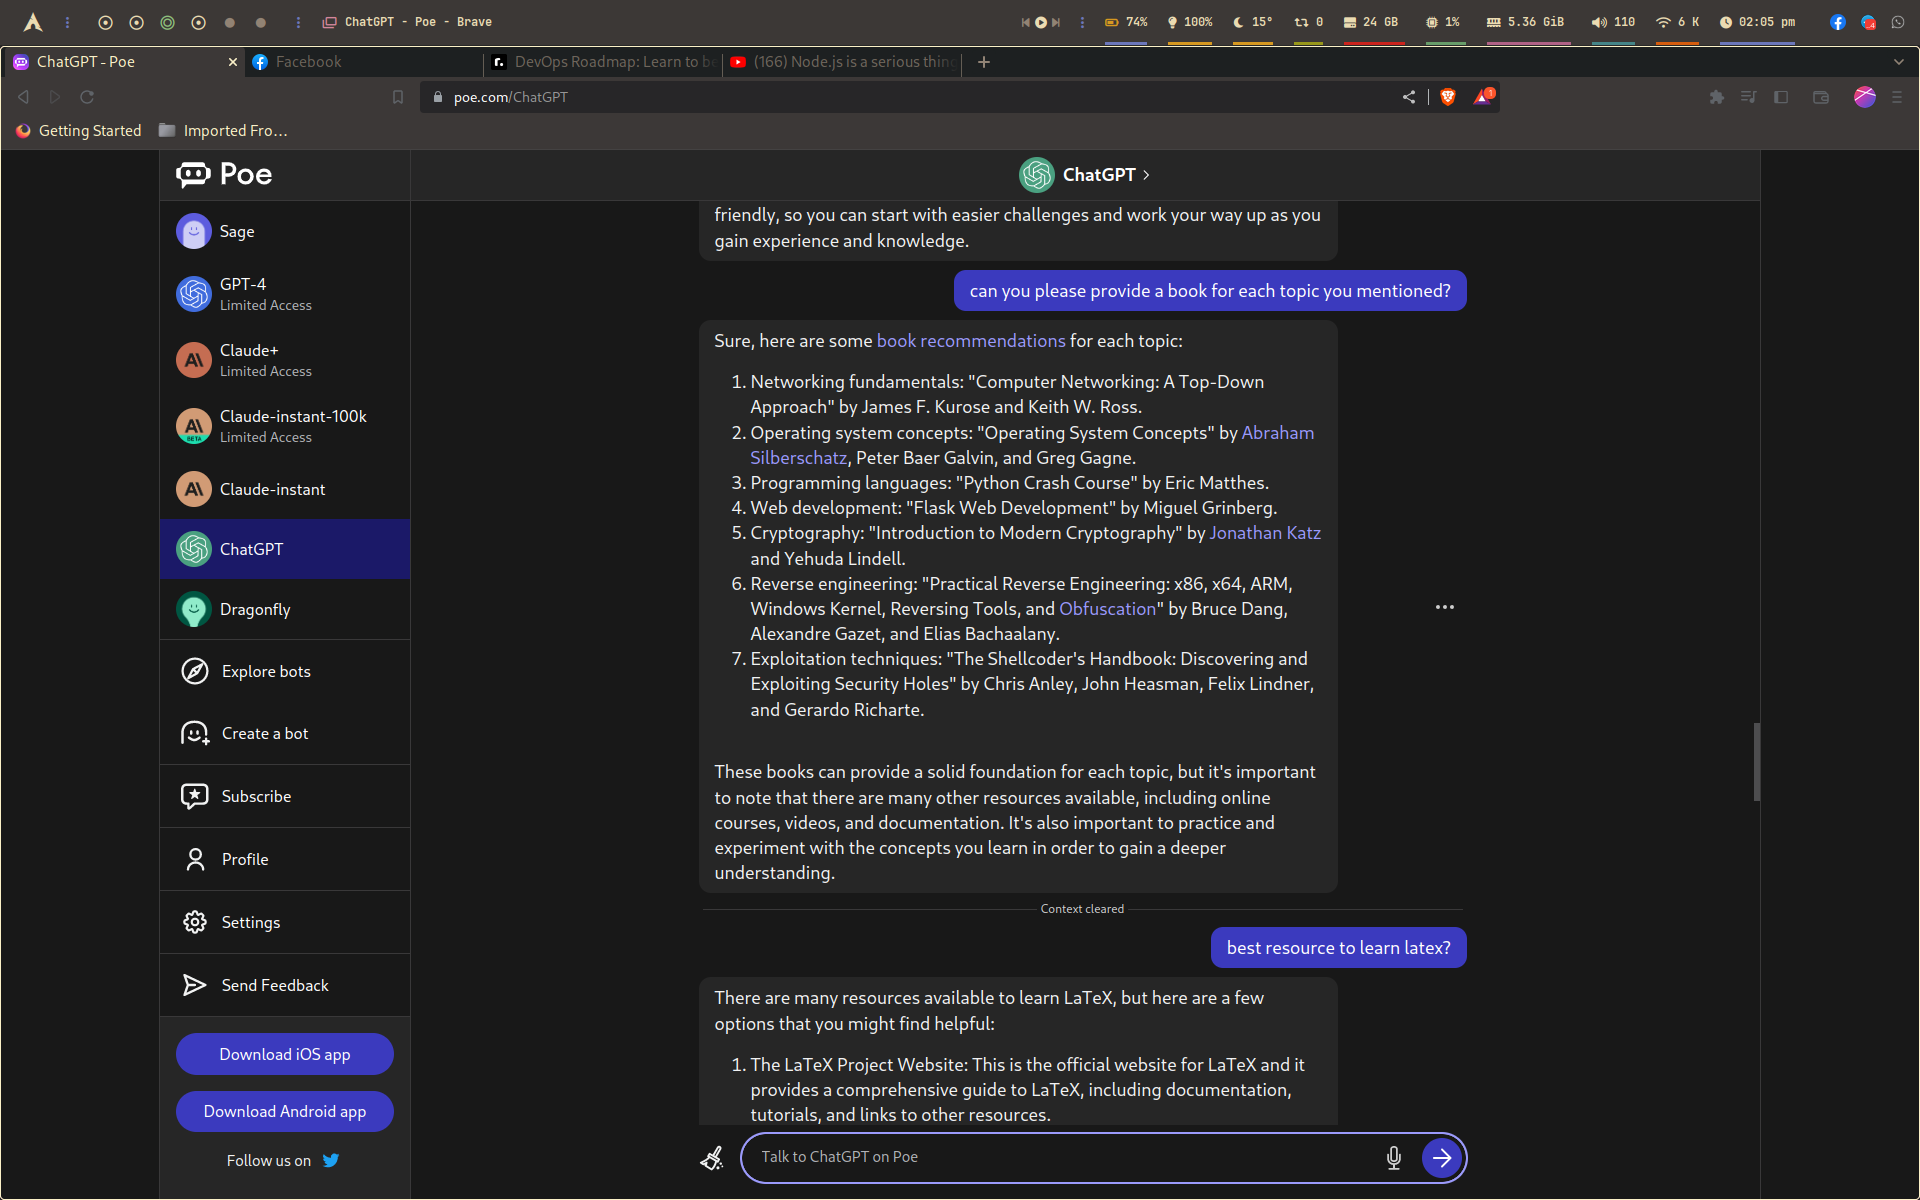 ChatGPT - Poe - Brave
74%
100%
15°
0
24 GB
1%
5.36 GiB
110
6 K
02:05 pm
ChatGPT - Poe
Facebook
DevOps Roadmap: Learn to be
(166) Node.js is a serious thing
poe.com/ChatGPT
1
Getting Started
Imported Fro...
Poe
ChatGPT
Sage
GPT-4
Limited Access
Claude+
Limited Access
Claude-instant-100k
Limited Access
BETA
Claude-instant
ChatGPT
Dragonfly
Explore bots
Create a bot
Subscribe
Profile
Settings
Send Feedback
Download iOS app
Download Android app
Follow us on
friendly, so you can start with easier challenges and work your way up as you
gain experience and knowledge.
can you please provide a book for each topic you mentioned?
Sure, here are some book recommendations for each topic:
1. Networking fundamentals: "Computer Networking: A Top-Down
Approach" by James F. Kurose and Keith W. Ross.
2. Operating system concepts: "Operating System Concepts" by Abraham
Silberschatz, Peter Baer Galvin, and Greg Gagne.
3. Programming languages: "Python Crash Course" by Eric Matthes.
4. Web development: "Flask Web Development" by Miguel Grinberg.
5. Cryptography: "Introduction to Modern Cryptography" by Jonathan Katz
and Yehuda Lindell.
6. Reverse engineering: "Practical Reverse Engineering: x86, x64, ARM,
Windows Kernel, Reversing Tools, and Obfuscation" by Bruce Dang,
Alexandre Gazet, and Elias Bachaalany.
7. Exploitation techniques: "The Shellcoder's Handbook: Discovering and
Exploiting Security Holes" by Chris Anley, John Heasman, Felix Lindner,
and Gerardo Richarte.
These books can provide a solid foundation for each topic, but it's important
to note that there are many other resources available, including online
courses, videos, and documentation. It's also important to practice and
experiment with the concepts you learn in order to gain a deeper
understanding.
Context cleared
best resource to learn latex?
There are many resources available to learn LaTeX, but here are a few
options that you might find helpful:
1. The LaTeX Project Website: This is the official website for LaTeX and it
provides a comprehensive guide to LaTeX, including documentation,
tutorials, and links to other resources.
Talk to ChatGPT on Poe